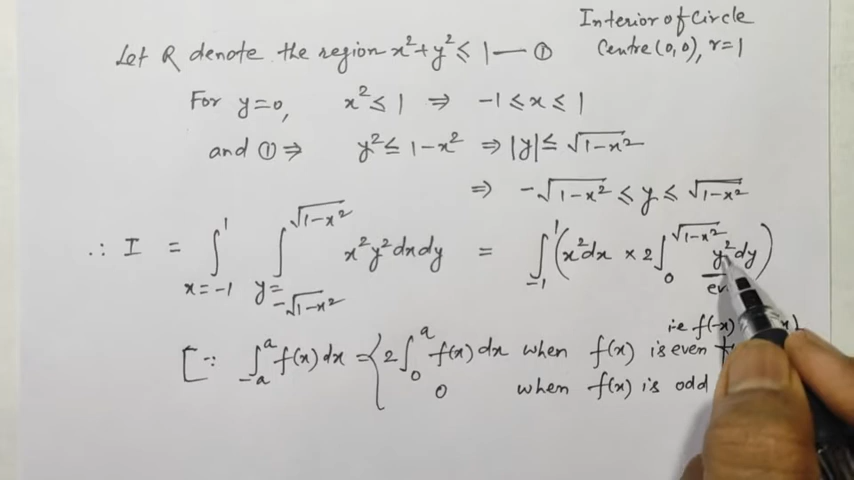 Interior of Circle
Centre (0,0), r=1
Let R denote the region x²+y² ≤ 1 — ①
For y=0, x² ≤ 1 ⇒ -1 ≤ x ≤ 1
and ① ⇒ y² ≤ 1-x² ⇒ |y| ≤ √1-x²
⇒ -√1-x² ≤ y ≤ √1-x²
∴ I = ∫_{x=-1}^{1} ∫_{y=-√1-x²}^{√1-x²} x²y² dx dy = ∫_{-1}^{1} (x²dx × 2∫_{0}^{√1-x²} y²dy)
i.e f(-x)
[∵ ∫_{-a}^{a} f(x) dx = { 2∫_{0}^{a} f(x) dx when f(x) is even
0 when f(x) is odd